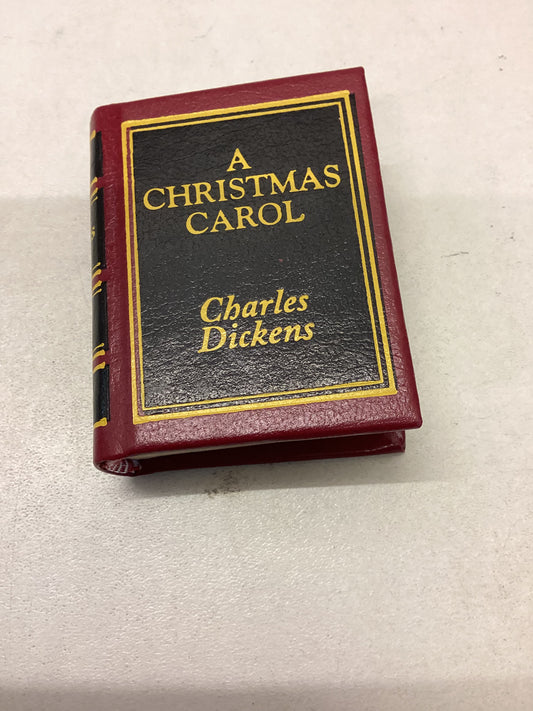 A
CHRISTMAS
CAROL
Charles
Dickens